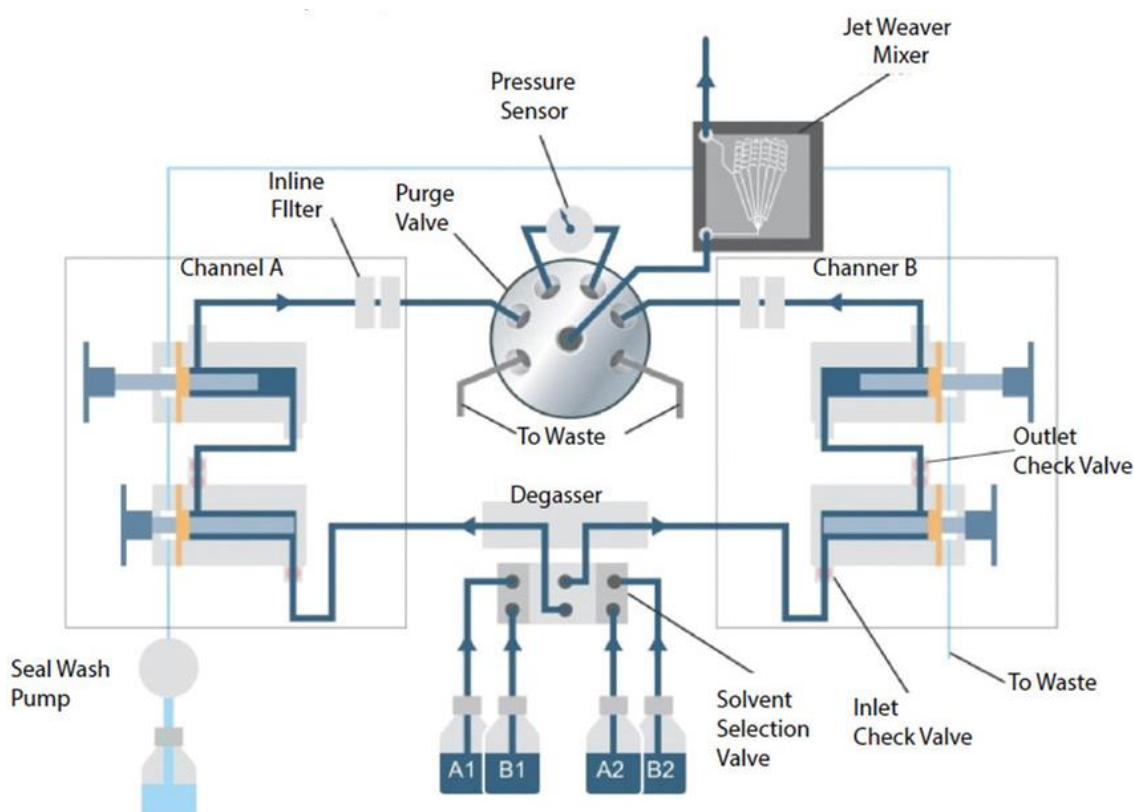 Jet Weaver
Mixer
Pressure
Sensor
Inline
FIlter
Purge
Valve
Channel A
Channer B
To Waste
Outlet
Check Valve
Degasser
Seal Wash
Pump
A1
B1
A2
B2
Solvent
Selection
Valve
Inlet
Check Valve
To Waste